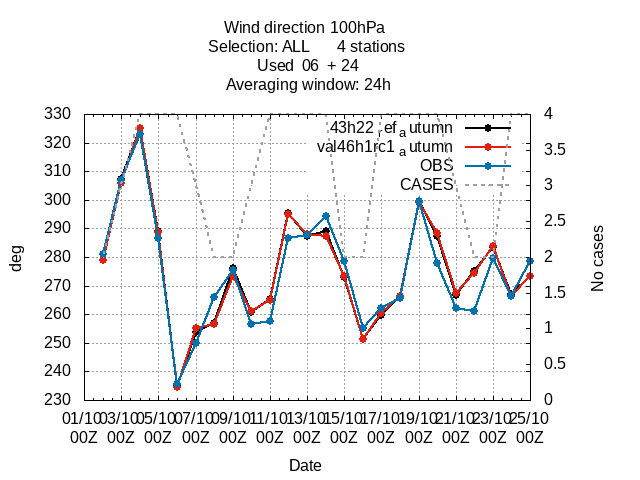 Wind direction 100hPa
Selection: ALL 4 stations
Used 06 + 24
Averaging window: 24h
330
320
310
300
290
280
270
260
250
240
230
4
3.5
3
2.5
2
1.5
1
0.5
0
deg
No cases
43h22_ref_autumn
val46h1rc1_autumn
OBS
CASES
01/10 03/10 05/10 07/10 09/10 11/10 13/10 15/10 17/10 19/10 21/10 23/10 25/10
00Z 00Z 00Z 00Z 00Z 00Z 00Z 00Z 00Z 00Z 00Z 00Z 00Z
Date